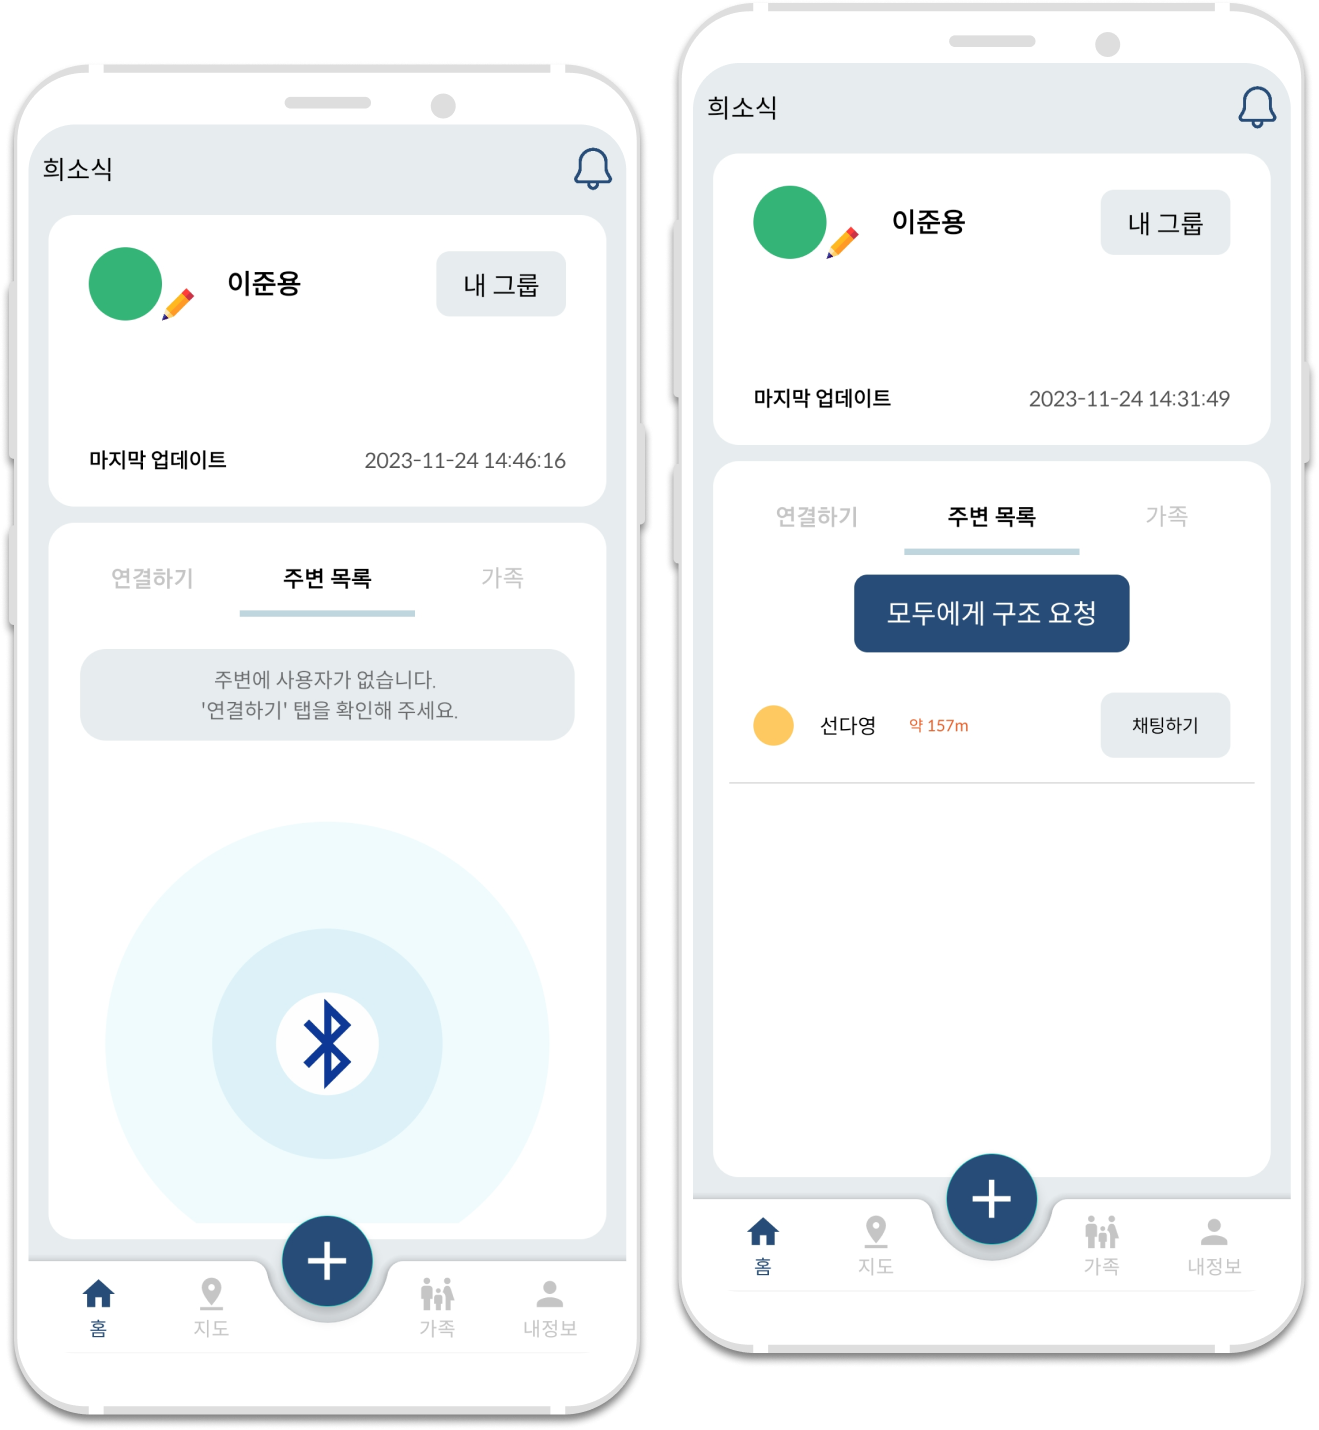 희소식
이준용
내 그룹
마지막 업데이트 2023-11-24 14:46:16
연결하기 주변 목록 가족
주변에 사용자가 없습니다.
'연결하기' 탭을 확인해 주세요.
홈 지도 가족 내정보
희소식
이준용
내 그룹
마지막 업데이트 2023-11-24 14:31:49
연결하기 주변 목록 가족
모두에게 구조 요청
선다영 약 157m 채팅하기
홈 지도 가족 내정보